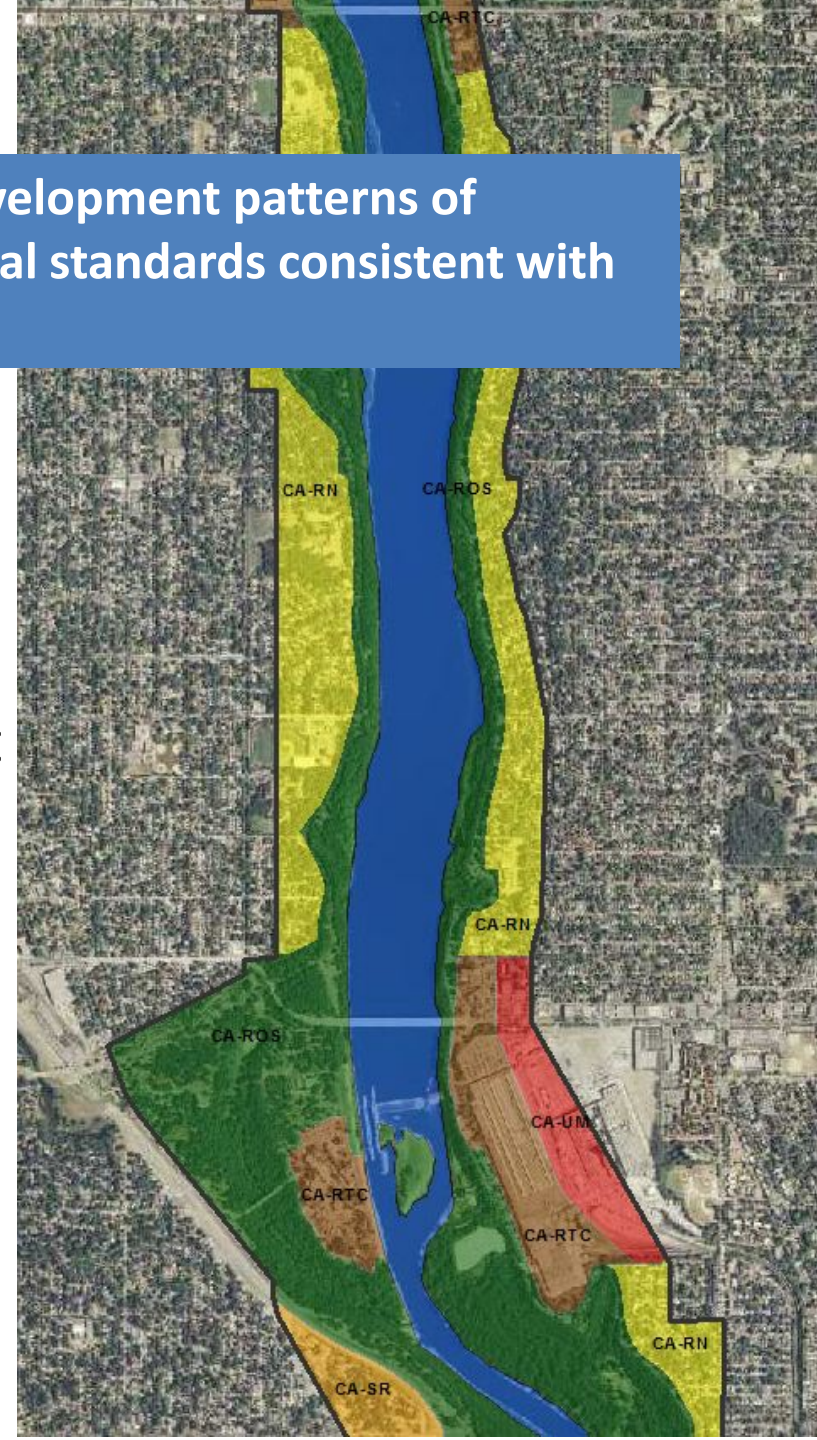 CA-RTC
velopment patterns of
al standards consistent with
CA-RN
CA-ROS
CA-RN
CA-ROS
CA-UM
CA-RTC
CA-RTC
CA-RN
CA-SR